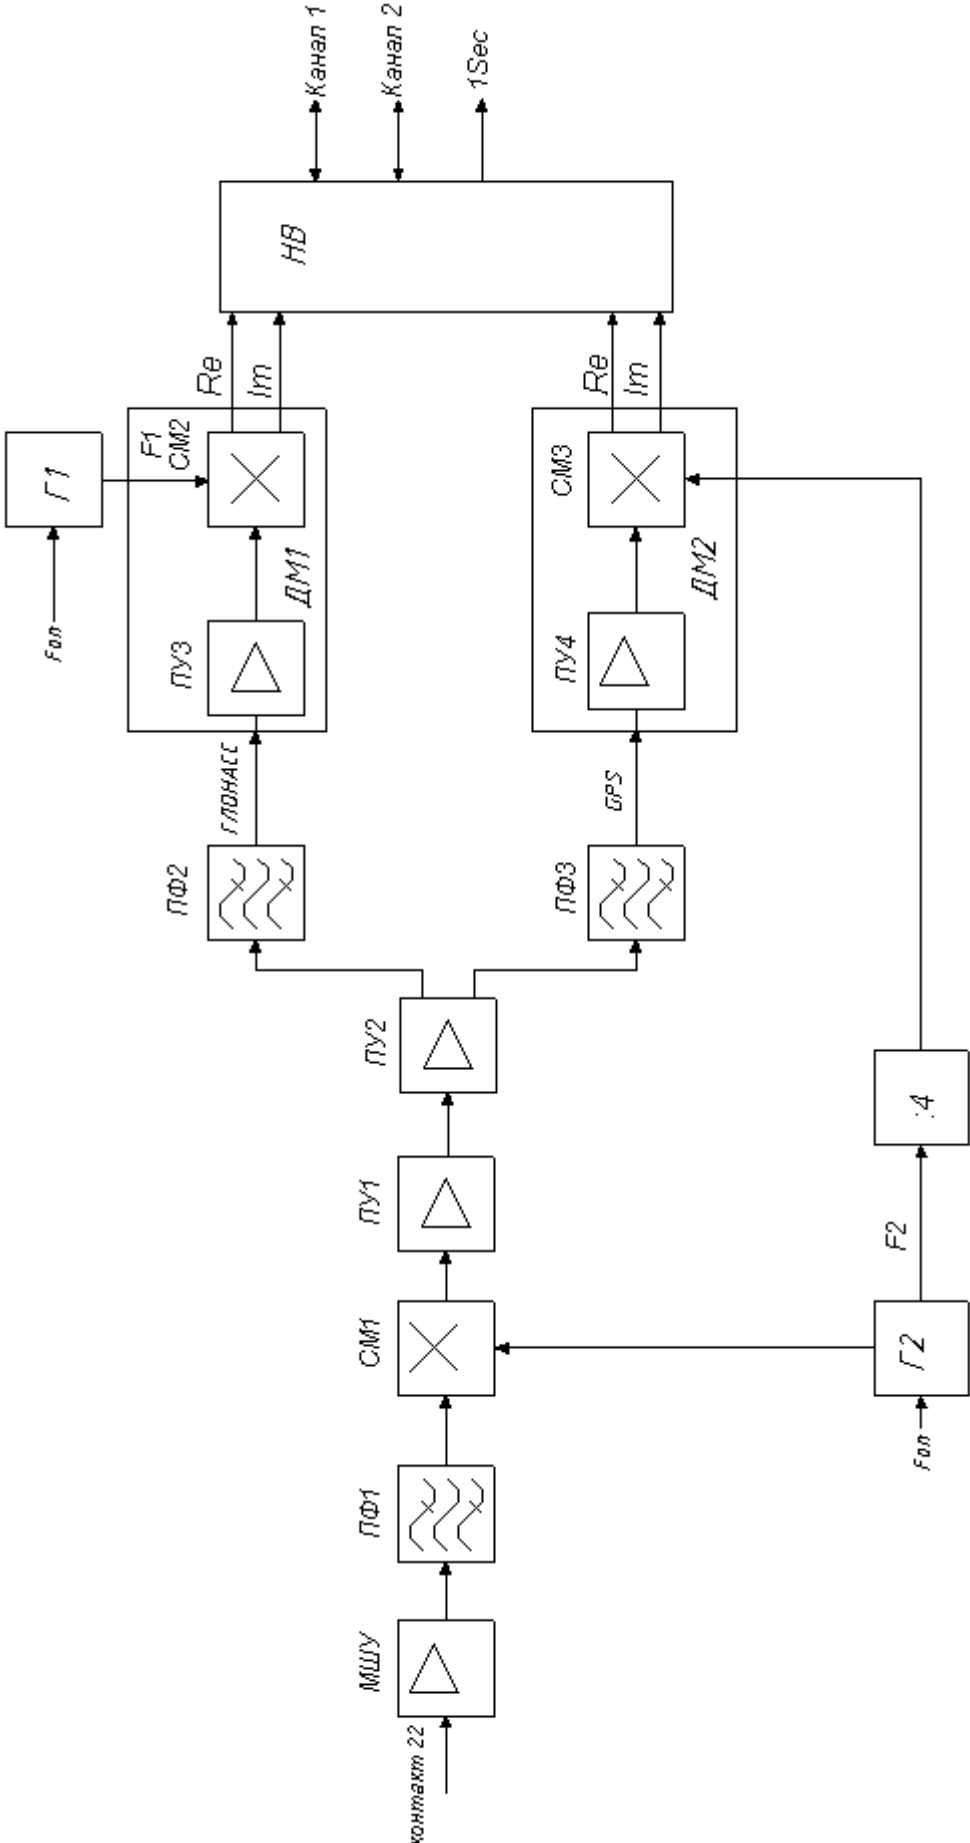 контакт 22
МШУ
ПФ1
СМ1
ПУ1
ПУ2
ПФ2
ГЛОНАСС
ПУ3
ДМ1
F1
СМ2
Fоп
Г1
Re
Im
ПФ3
GPS
ПУ4
ДМ2
СМ3
Re
Im
НВ
Канал 1
Канал 2
1Sec
Fоп
Г2
F2
:4